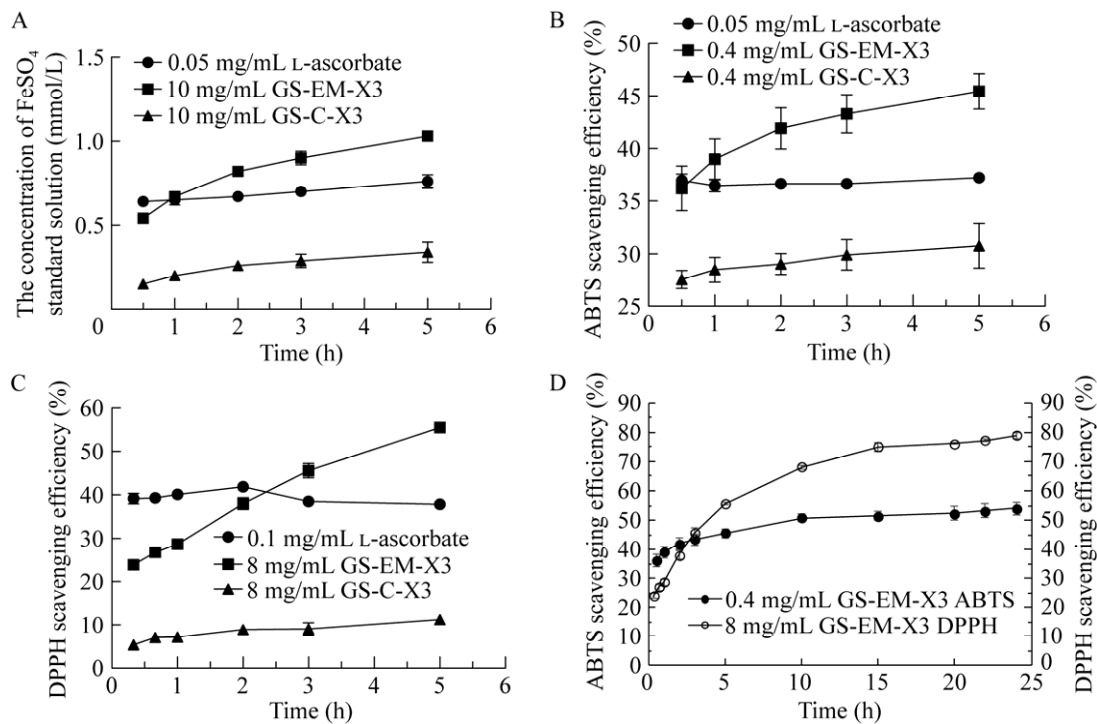 A
The concentration of FeSO4
standard solution (mmol/L)
1.5
1.0
0.5
0
1
2
3
4
5
6
Time (h)
0.05 mg/mL L-ascorbate
10 mg/mL GS-EM-X3
10 mg/mL GS-C-X3
B
ABTS scavenging efficiency (%)
50
45
40
35
30
25
0
1
2
3
4
5
6
Time (h)
0.05 mg/mL L-ascorbate
0.4 mg/mL GS-EM-X3
0.4 mg/mL GS-C-X3
C
DPPH scavenging efficiency (%)
60
50
40
30
20
10
0
0
1
2
3
4
5
6
Time (h)
0.1 mg/mL L-ascorbate
8 mg/mL GS-EM-X3
8 mg/mL GS-C-X3
D
ABTS scavenging efficiency (%)
90
80
70
60
50
40
30
20
10
0
0
5
10
15
20
25
Time (h)
0.4 mg/mL GS-EM-X3 ABTS
8 mg/mL GS-EM-X3 DPPH
90
80
70
60
50
40
30
20
10
0
DPPH scavenging efficiency (%)